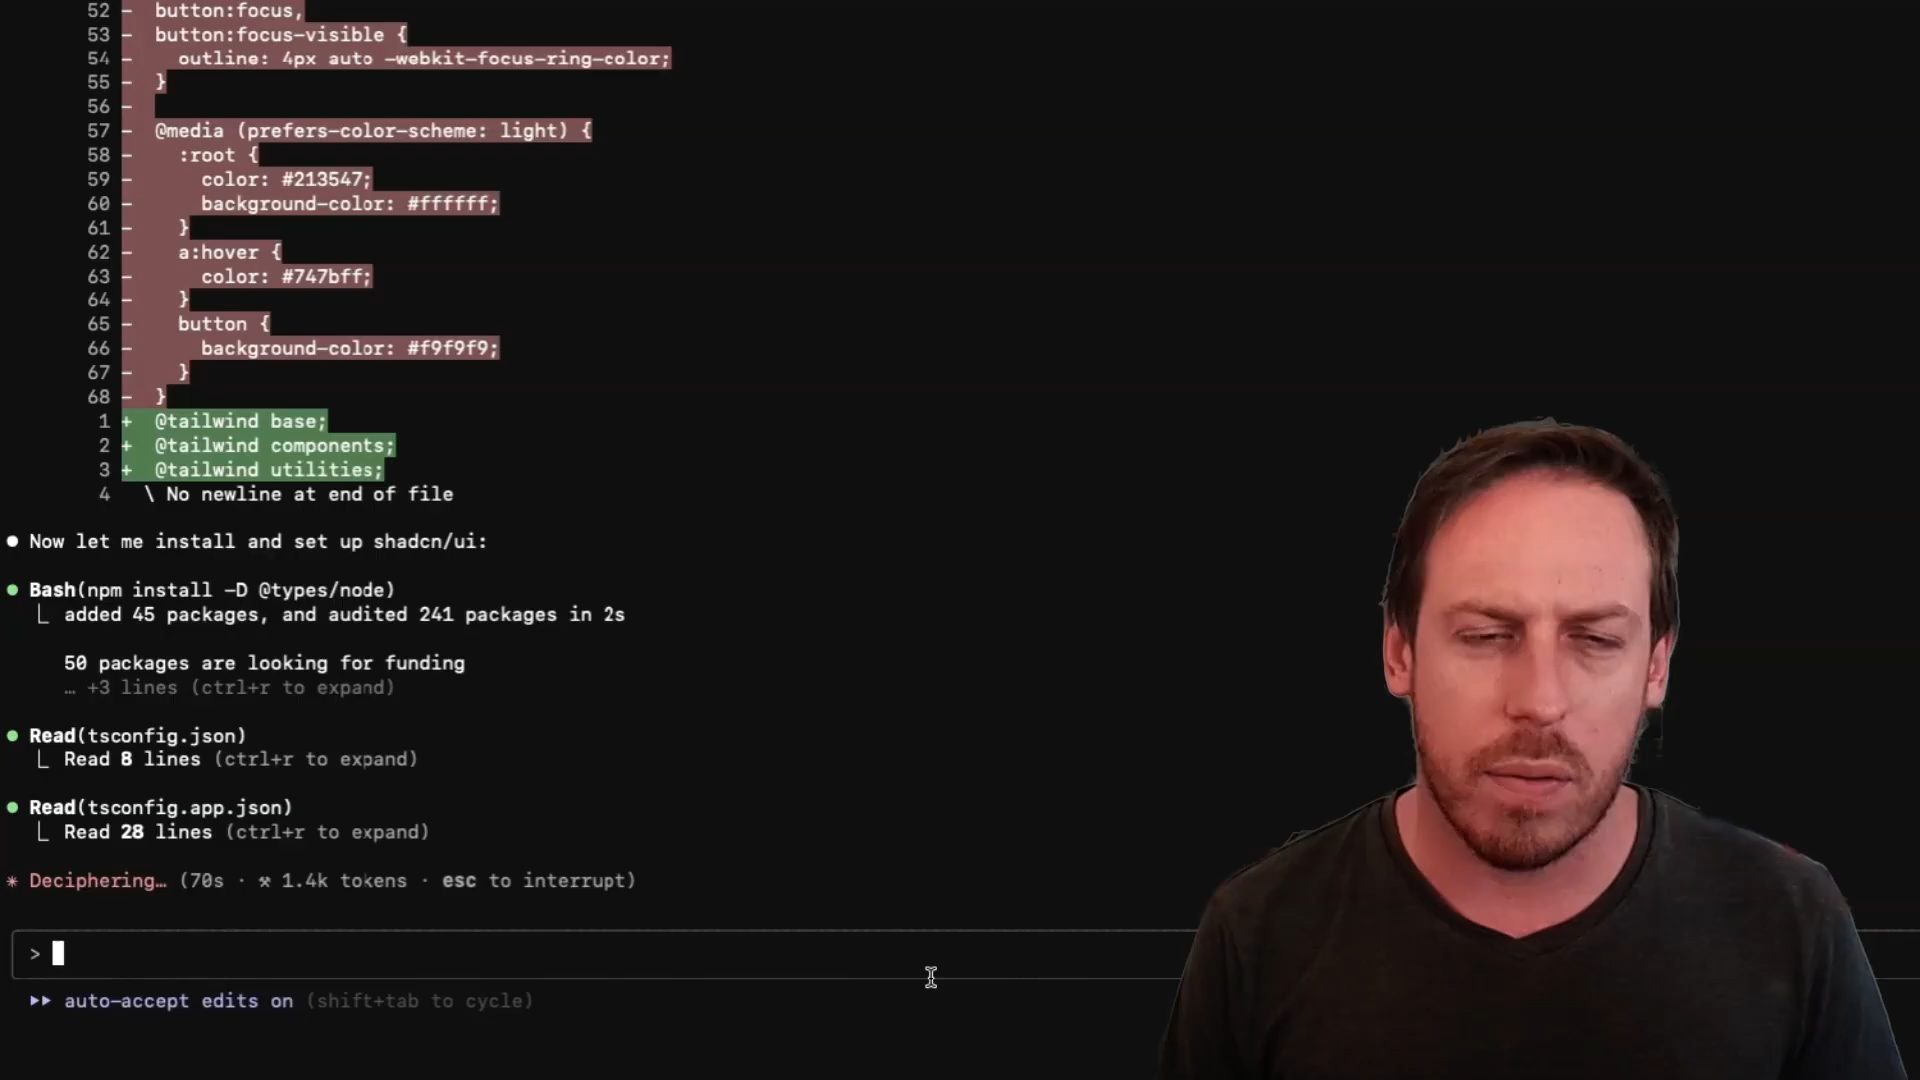 52 -  button:focus,
53 -  button:focus-visible {
54 -    outline: 4px auto -webkit-focus-ring-color;
55 -  }
56 -
57 -  @media (prefers-color-scheme: light) {
58 -    :root {
59 -      color: #213547;
60 -      background-color: #ffffff;
61 -    }
62 -    a:hover {
63 -      color: #747bff;
64 -    }
65 -    button {
66 -      background-color: #f9f9f9;
67 -    }
68 -  }
1 +  @tailwind base;
2 +  @tailwind components;
3 +  @tailwind utilities;
4   \ No newline at end of file
● Now let me install and set up shadcn/ui:
● Bash(npm install -D @types/node)
⎿ added 45 packages, and audited 241 packages in 2s
50 packages are looking for funding
… +3 lines (ctrl+r to expand)
● Read(tsconfig.json)
⎿ Read 8 lines (ctrl+r to expand)
● Read(tsconfig.app.json)
⎿ Read 28 lines (ctrl+r to expand)
✳ Deciphering… (70s · ⚒ 1.4k tokens · esc to interrupt)
>
⏵⏵ auto-accept edits on (shift+tab to cycle)